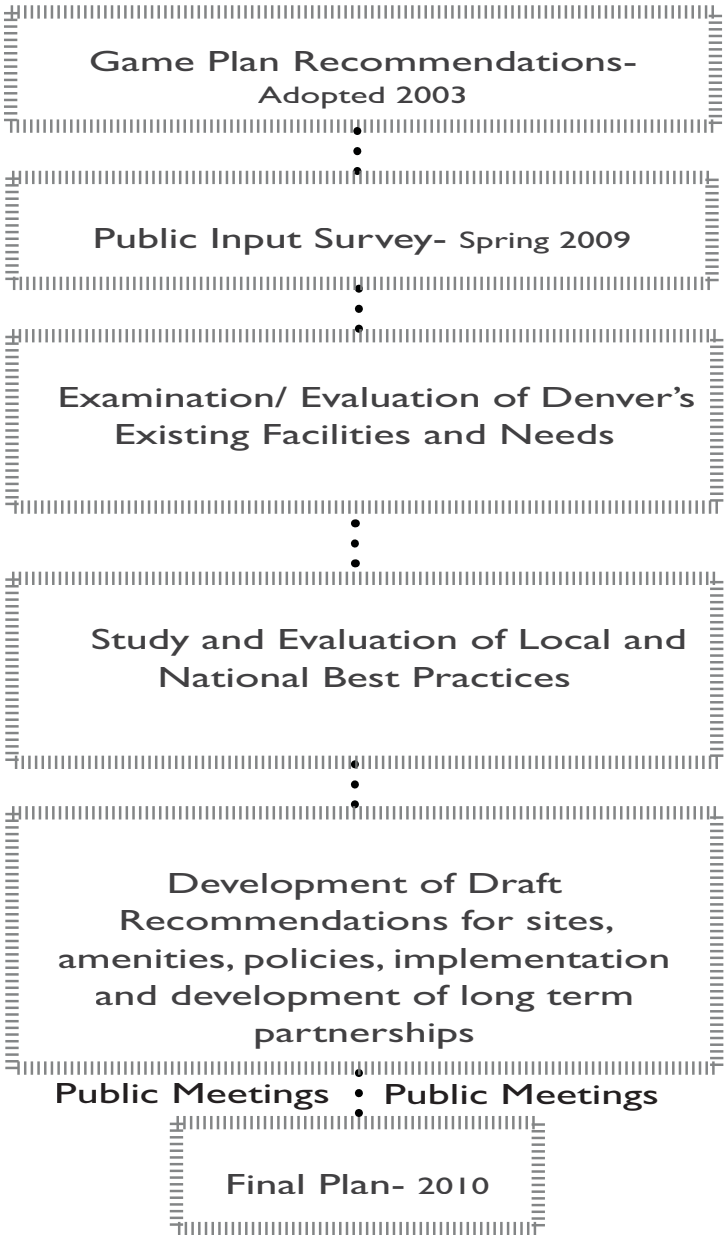 Game Plan Recommendations-
Adopted 2003
Public Input Survey- Spring 2009
Examination/ Evaluation of Denver’s
Existing Facilities and Needs
Study and Evaluation of Local and
National Best Practices
Development of Draft
Recommendations for sites,
amenities, policies, implementation
and development of long term
partnerships
Public Meetings Public Meetings
Final Plan- 2010